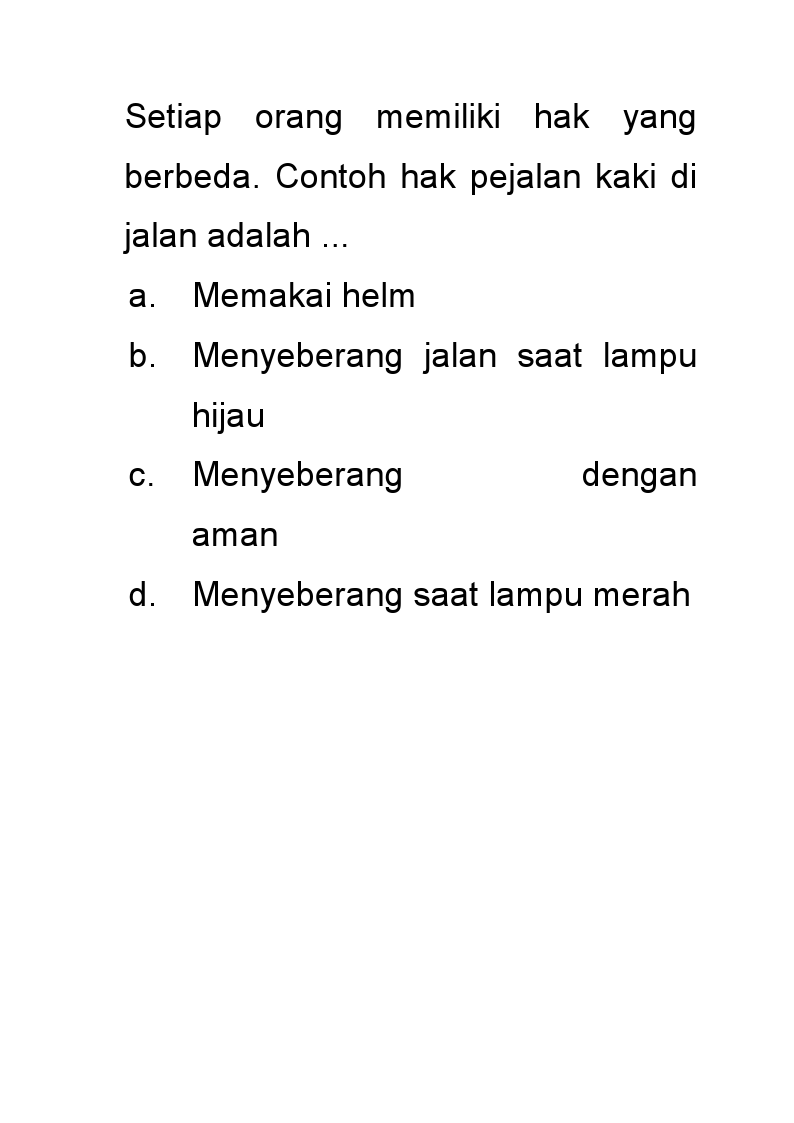 Setiap orang memiliki hak yang
berbeda. Contoh hak pejalan kaki di
jalan adalah ...
a. Memakai helm
b. Menyeberang jalan saat lampu
hijau
c. Menyeberang dengan
aman
d. Menyeberang saat lampu merah